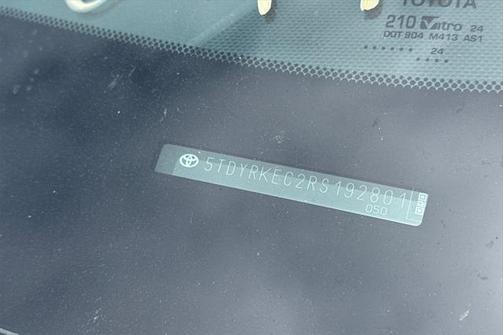 TOYOTA
210 Vitro 24
DOT 904 M413 AS1
24
5TDYRKEC2RS192801
050